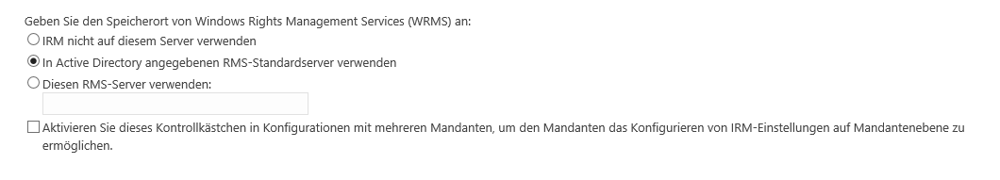 Geben Sie den Speicherort von Windows Rights Management Services (WRMS) an:
IRM nicht auf diesem Server verwenden
In Active Directory angegebenen RMS-Standardserver verwenden
Diesen RMS-Server verwenden:
Aktivieren Sie dieses Kontrollkästchen in Konfigurationen mit mehreren Mandanten, um den Mandanten das Konfigurieren von IRM-Einstellungen auf Mandantenebene zu
ermöglichen.